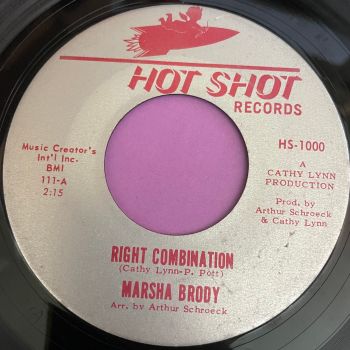 HOT SHOT
RECORDS
Music Creator's
Int'l Inc.
BMI
111-A
2:15
HS-1000
A
CATHY LYNN
PRODUCTION
Prod. by
Arthur Schroeck
& Cathy Lynn
RIGHT COMBINATION
(Cathy Lynn-P. Pott)
MARSHA BRODY
Arr. by Arthur Schroeck